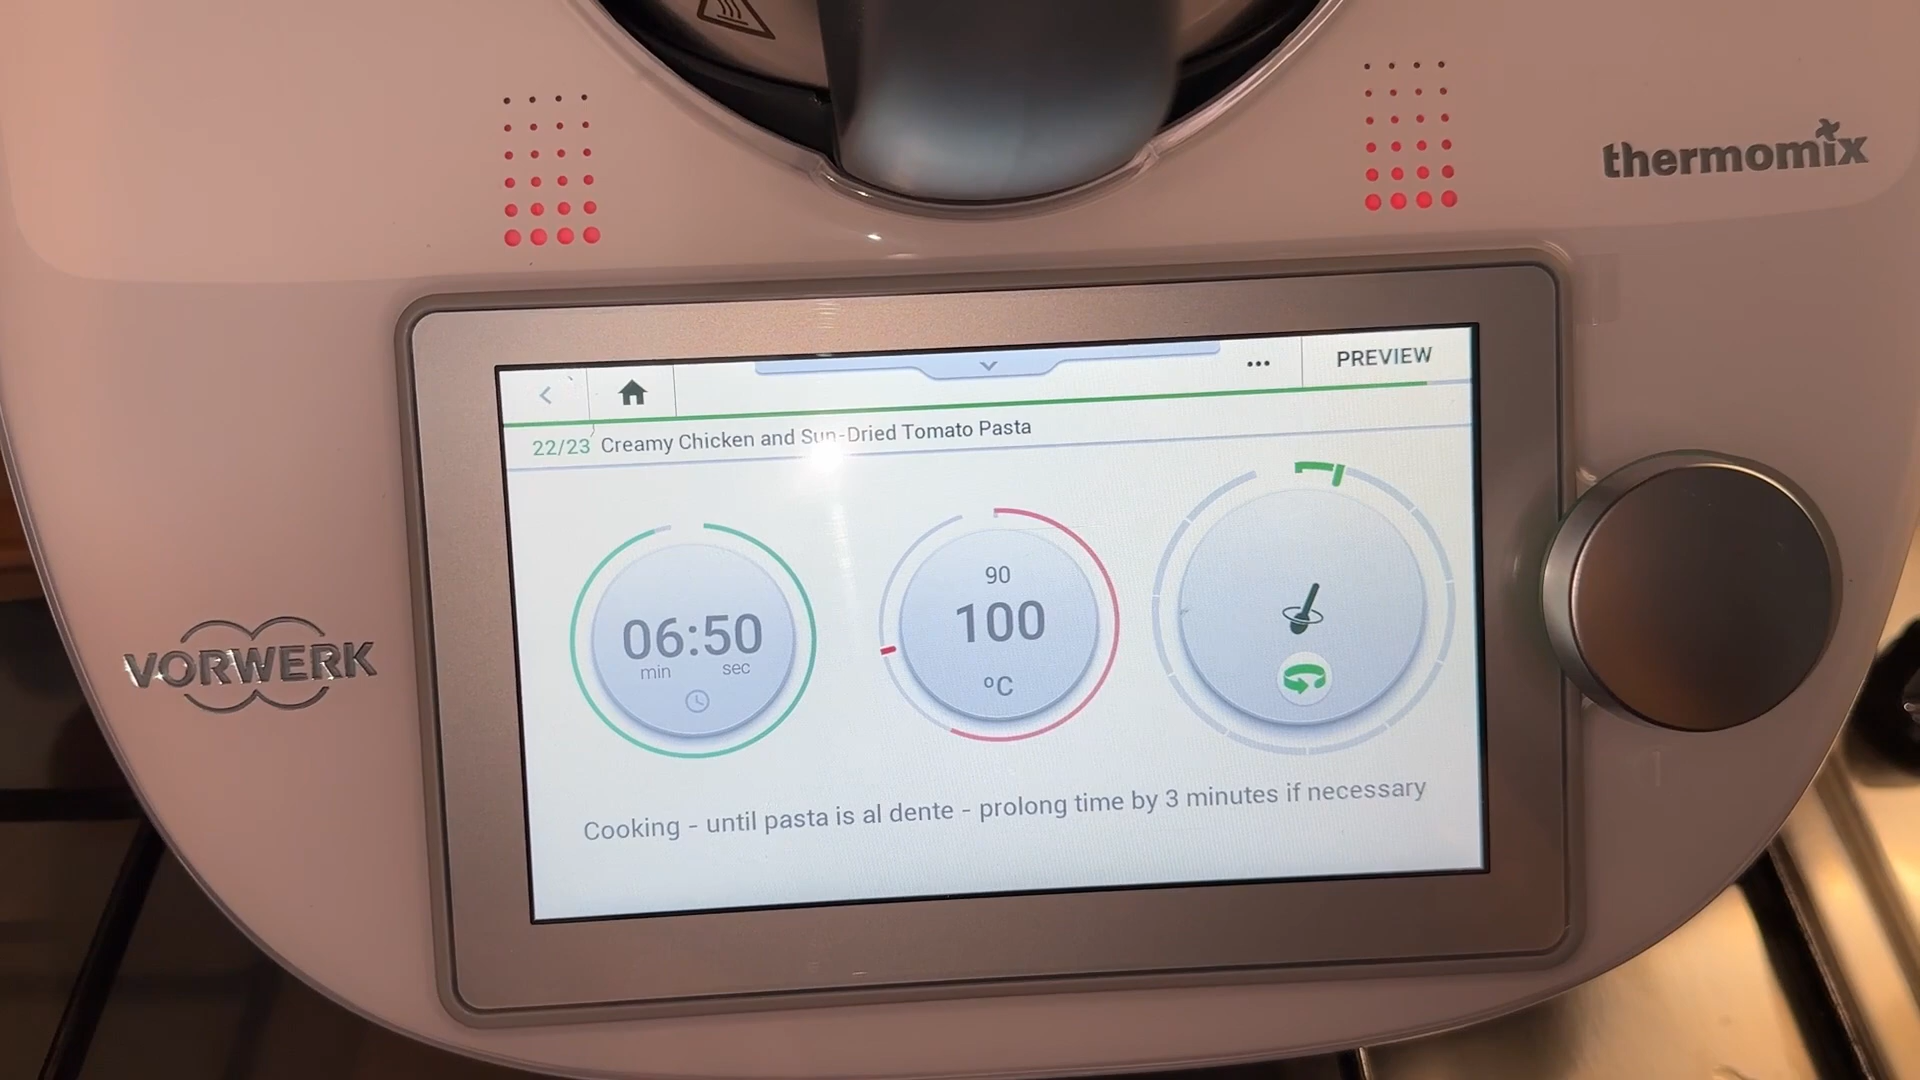 thermomix
PREVIEW
22/23 Creamy Chicken and Sun-Dried Tomato Pasta
06:50
min sec
90
100
ºC
VORWERK
Cooking - until pasta is al dente - prolong time by 3 minutes if necessary